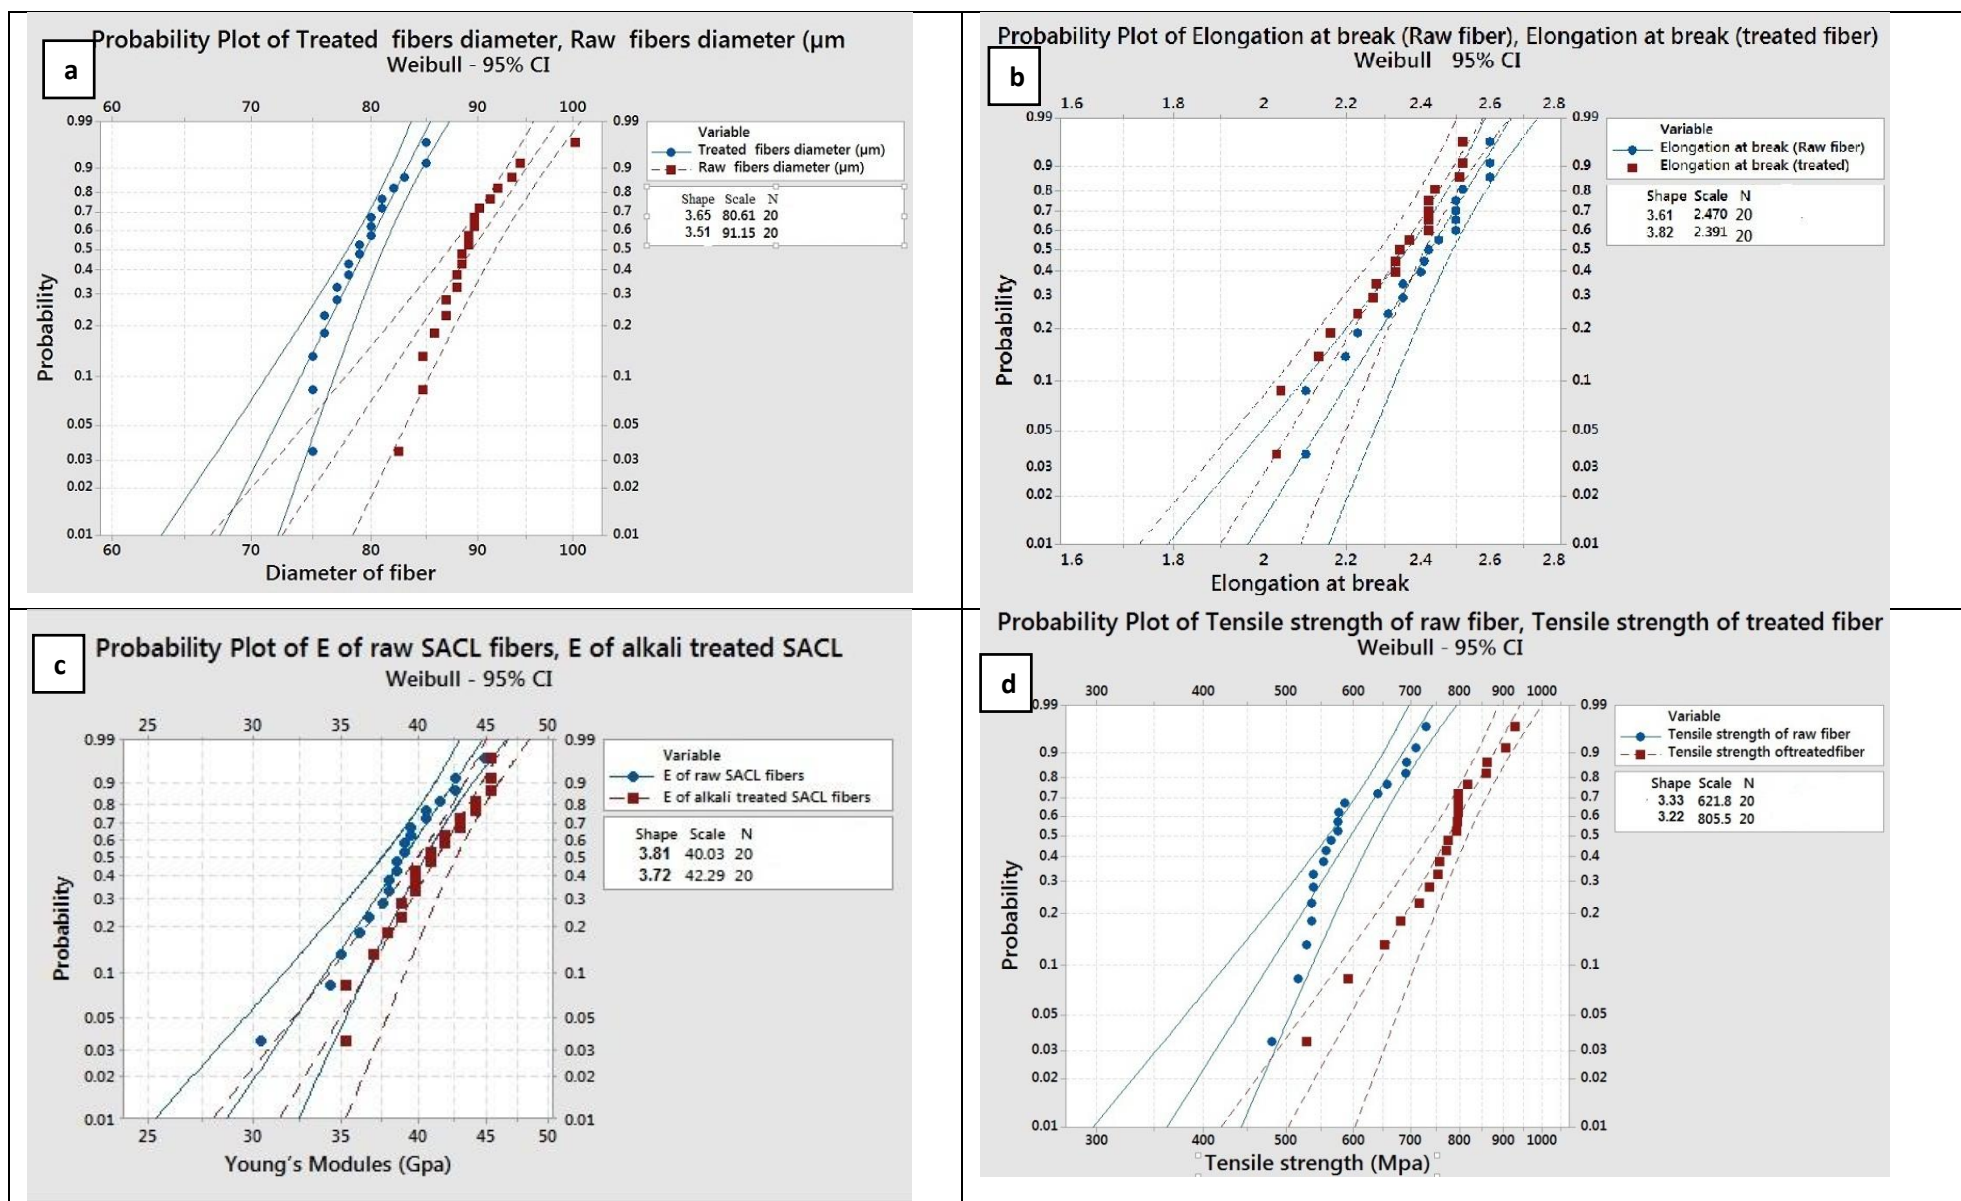 a
Probability Plot of Treated fibers diameter, Raw fibers diameter (µm
Weibull - 95% CI
60 70 80 90 100
0.99 0.99
0.9 0.9
0.8 0.8
0.7 0.7
0.6 0.6
0.5 0.5
0.4 0.4
0.3 0.3
0.2 0.2
0.1 0.1
0.05 0.05
0.03 0.03
0.02 0.02
0.01 0.01
60 70 80 90 100
Probability
Diameter of fiber
Variable
Treated fibers diameter (µm)
Raw fibers diameter (µm)
Shape Scale N
3.65 80.61 20
3.51 91.15 20
b
Probability Plot of Elongation at break (Raw fiber), Elongation at break (treated fiber)
Weibull 95% CI
1.6 1.8 2 2.2 2.4 2.6 2.8
0.99 0.99
0.9 0.9
0.8 0.8
0.7 0.7
0.6 0.6
0.5 0.5
0.4 0.4
0.3 0.3
0.2 0.2
0.1 0.1
0.05 0.05
0.03 0.03
0.02 0.02
0.01 0.01
1.6 1.8 2 2.2 2.4 2.6 2.8
Probability
Elongation at break
Variable
Elongation at break (Raw fiber)
Elongation at break (treated)
Shape Scale N
3.61 2.470 20
3.82 2.391 20
c
Probability Plot of E of raw SACL fibers, E of alkali treated SACL
Weibull - 95% CI
25 30 35 40 45 50
0.99 0.99
0.9 0.9
0.8 0.8
0.7 0.7
0.6 0.6
0.5 0.5
0.4 0.4
0.3 0.3
0.2 0.2
0.1 0.1
0.05 0.05
0.03 0.03
0.02 0.02
0.01 0.01
25 30 35 40 45 50
Probability
Young's Modules (Gpa)
Variable
E of raw SACL fibers
E of alkali treated SACL fibers
Shape Scale N
3.81 40.03 20
3.72 42.29 20
d
Probability Plot of Tensile strength of raw fiber, Tensile strength of treated fiber
Weibull - 95% CI
300 400 500 600 700 800 900 1000
0.99 0.99
0.9 0.9
0.8 0.8
0.7 0.7
0.6 0.6
0.5 0.5
0.4 0.4
0.3 0.3
0.2 0.2
0.1 0.1
0.05 0.05
0.03 0.03
0.02 0.02
0.01 0.01
300 400 500 600 700 800 900 1000
Probability
Tensile strength (Mpa)
Variable
Tensile strength of raw fiber
Tensile strength oftreatedfiber
Shape Scale N
3.33 621.8 20
3.22 805.5 20